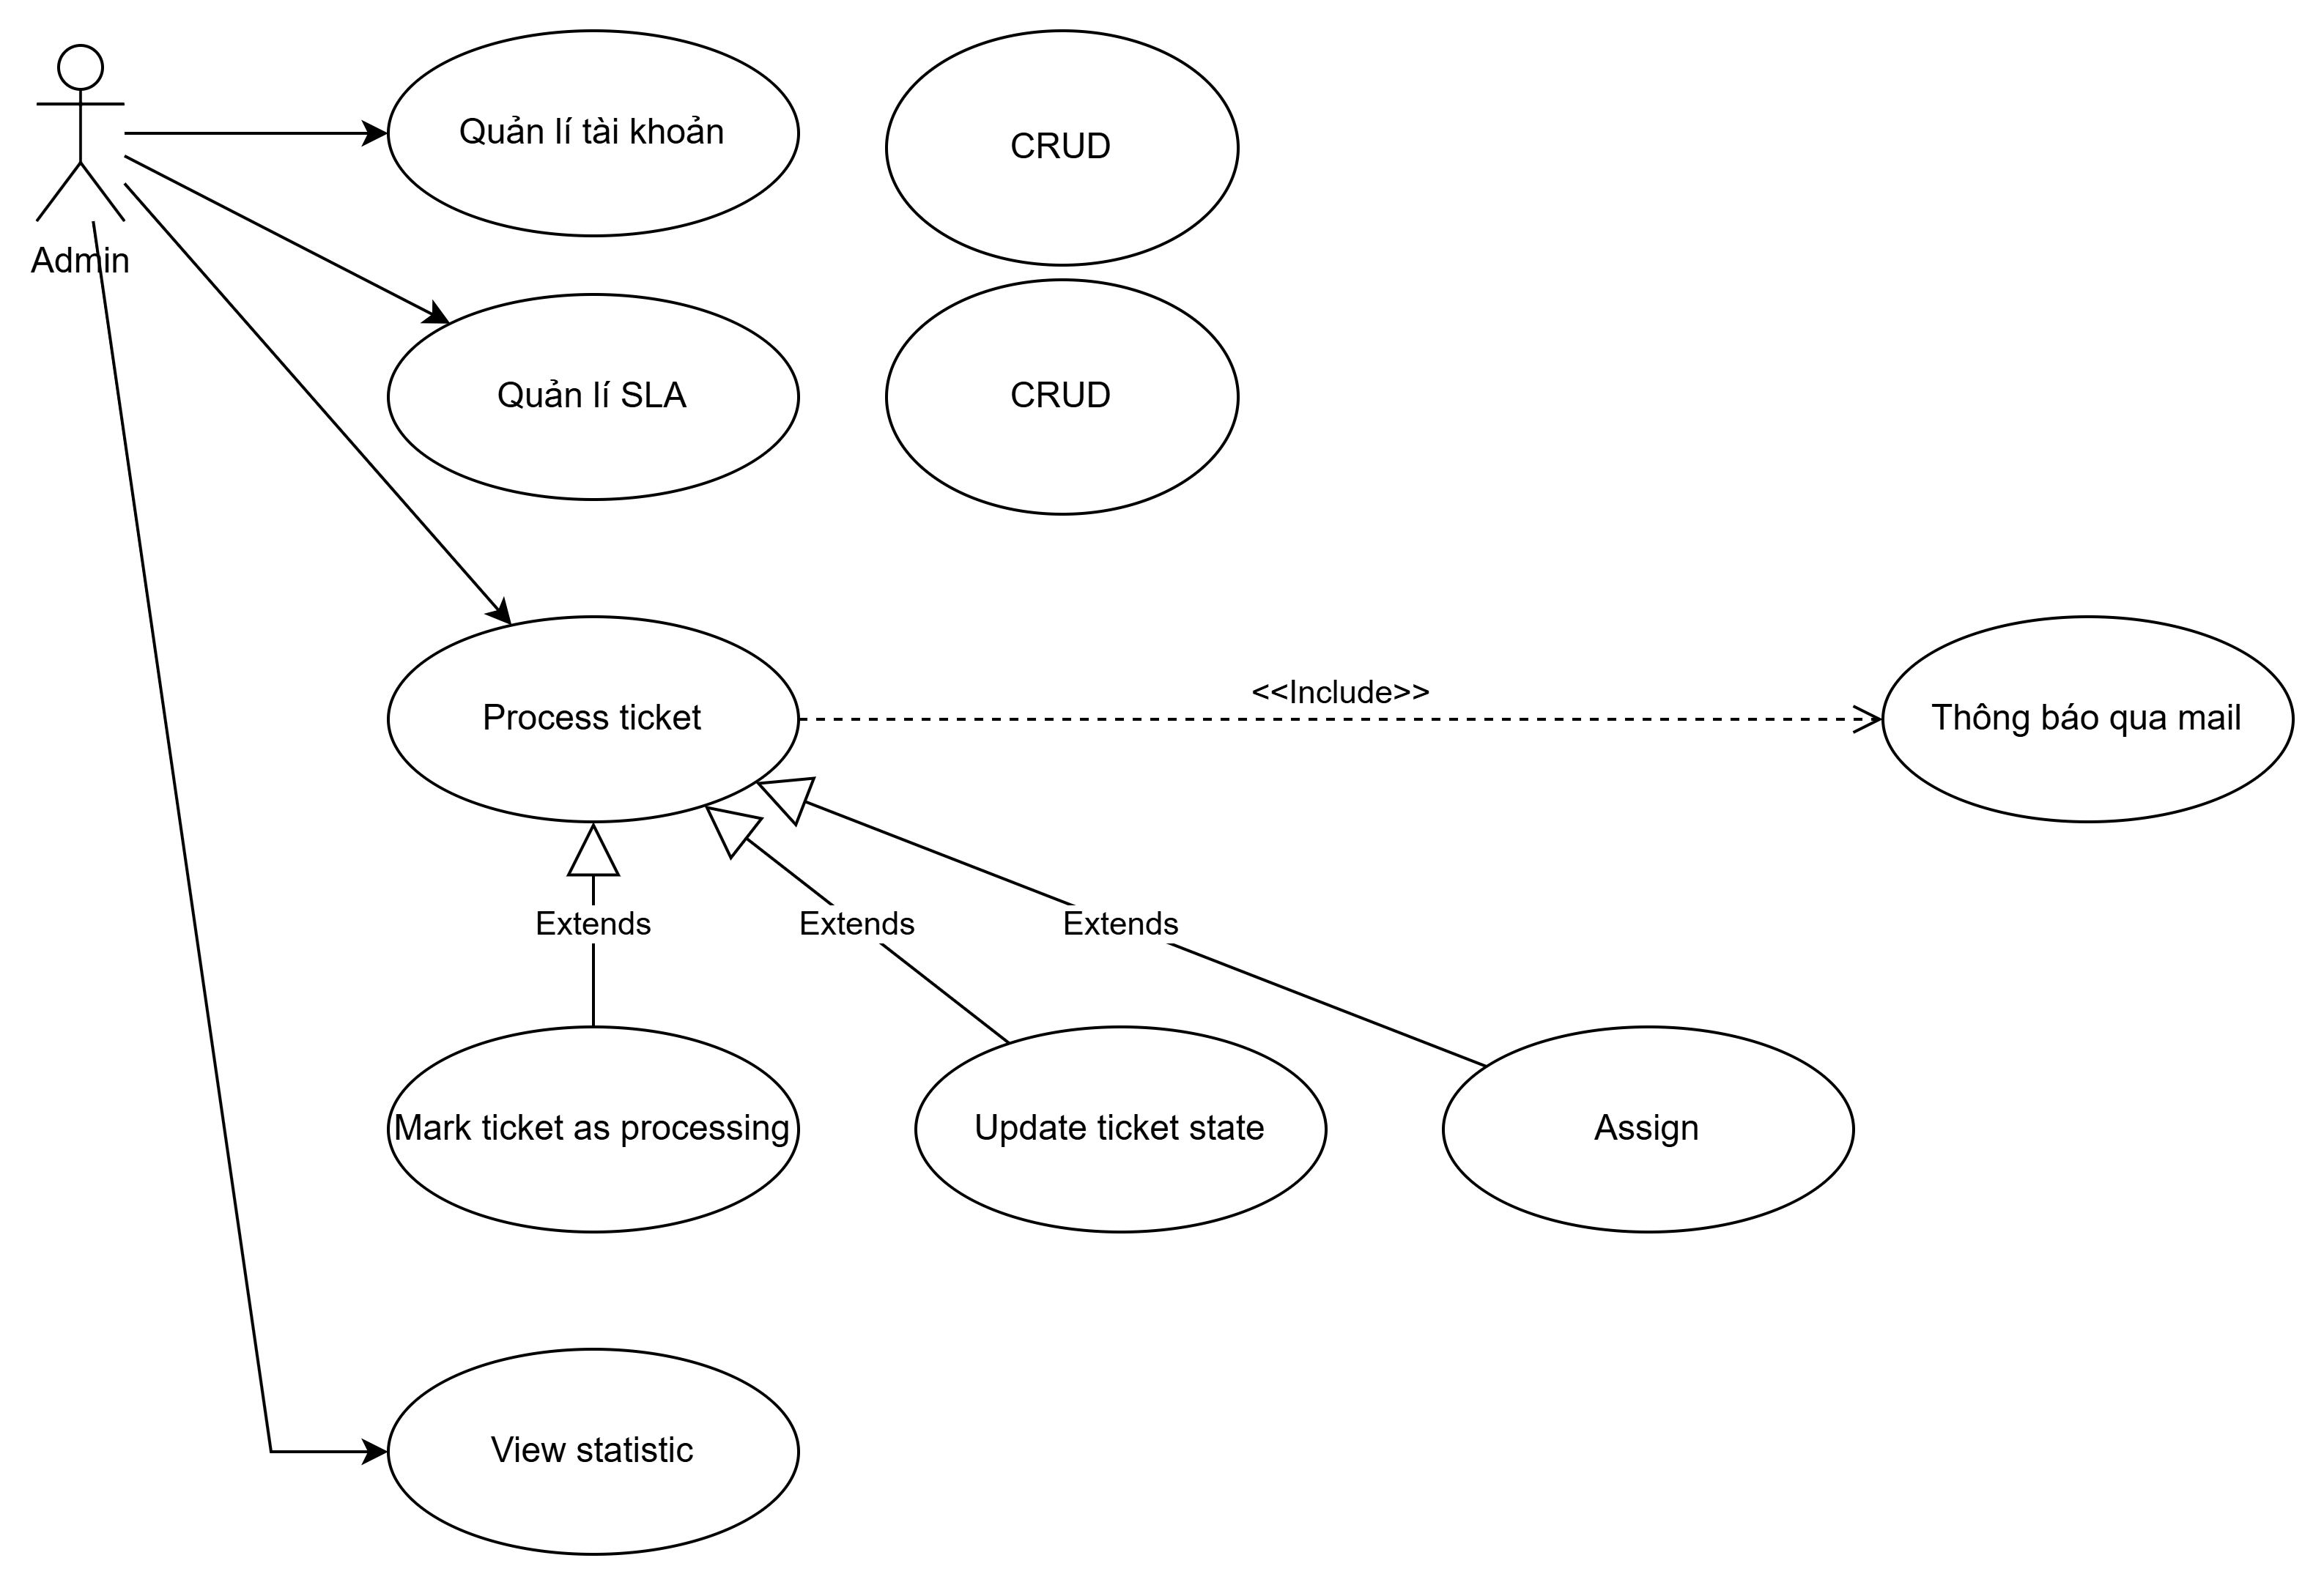 Admin
Quản lí tài khoản
CRUD
Quản lí SLA
CRUD
Process ticket
<<Include>>
Thông báo qua mail
Extends
Extends
Extends
Mark ticket as processing
Update ticket state
Assign
View statistic